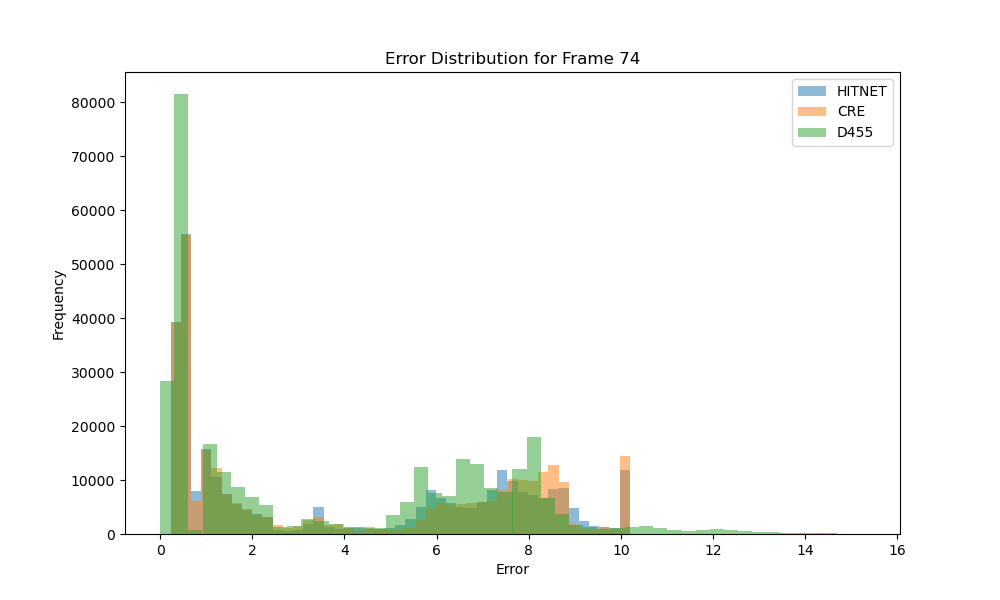 Error Distribution for Frame 74
HITNET
CRE
D455
80000
70000
60000
50000
40000
30000
20000
10000
0
Frequency
0 2 4 6 8 10 12 14 16
Error